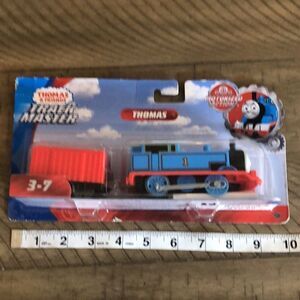 THOMAS
& FRIENDS
TRACK
MASTER
THOMAS
MOTORIZED
1
3-7
1 2 3 4 5 6 7 8 9 10